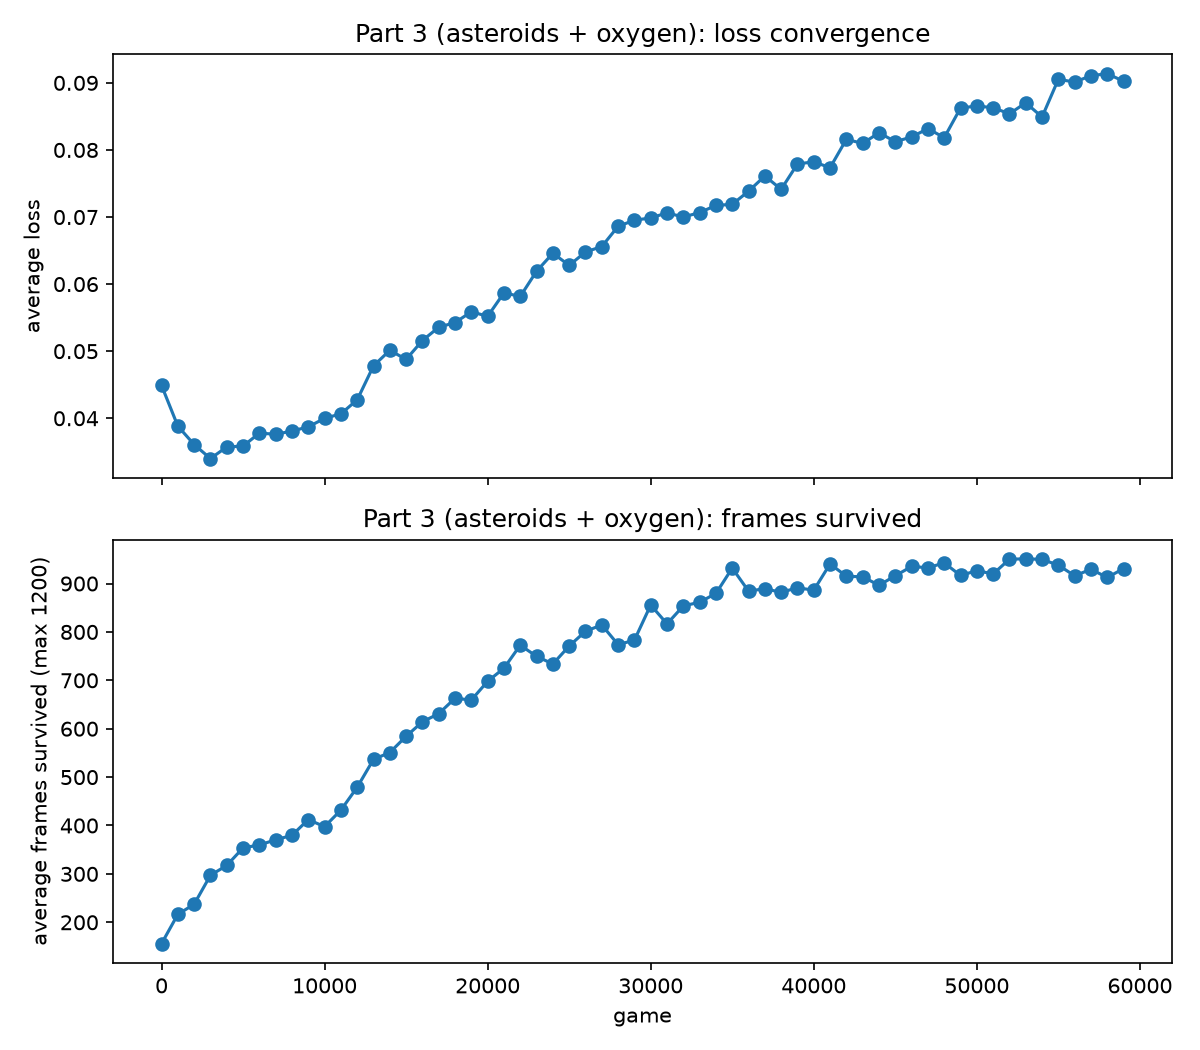 Part 3 (asteroids + oxygen): loss convergence
average loss
0.09
0.08
0.07
0.06
0.05
0.04
Part 3 (asteroids + oxygen): frames survived
average frames survived (max 1200)
900
800
700
600
500
400
300
200
0 10000 20000 30000 40000 50000 60000
game